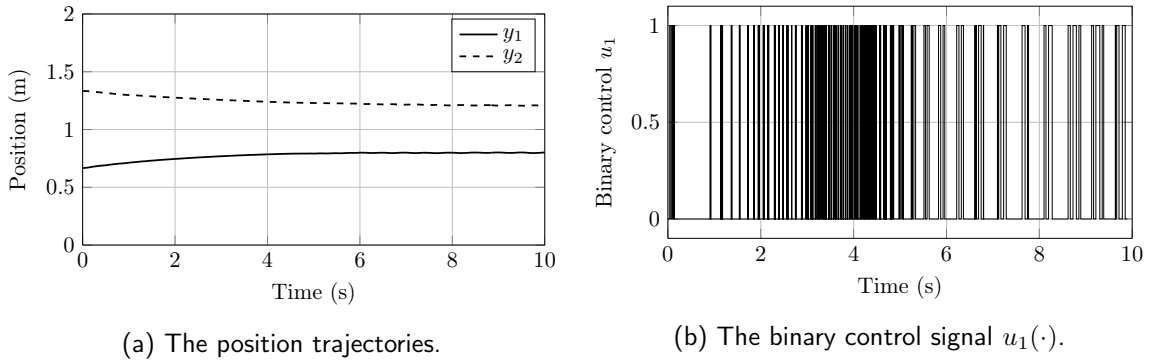 2
1.5
1
0.5
0
0 2 4 6 8 10
Position (m)
Time (s)
y₁
y₂
(a) The position trajectories.
1
0.5
0
0 2 4 6 8 10
Binary control u₁
Time (s)
(b) The binary control signal u₁(·).